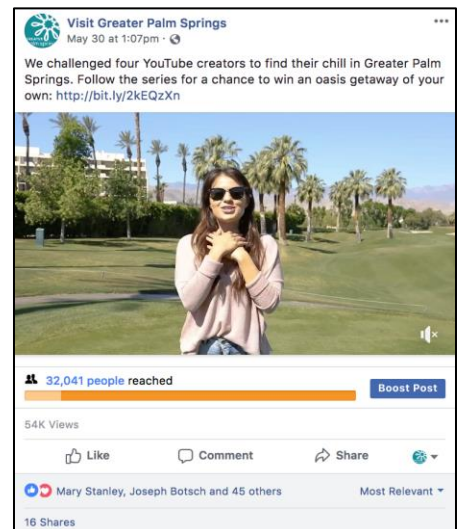 Visit Greater Palm Springs
May 30 at 1:07pm ·
We challenged four YouTube creators to find their chill in Greater Palm
Springs. Follow the series for a chance to win an oasis getaway of your
own: http://bit.ly/2kEQzXn
32,041 people reached
Boost Post
54K Views
Like
Comment
Share
Mary Stanley, Joseph Botsch and 45 others
Most Relevant
16 Shares